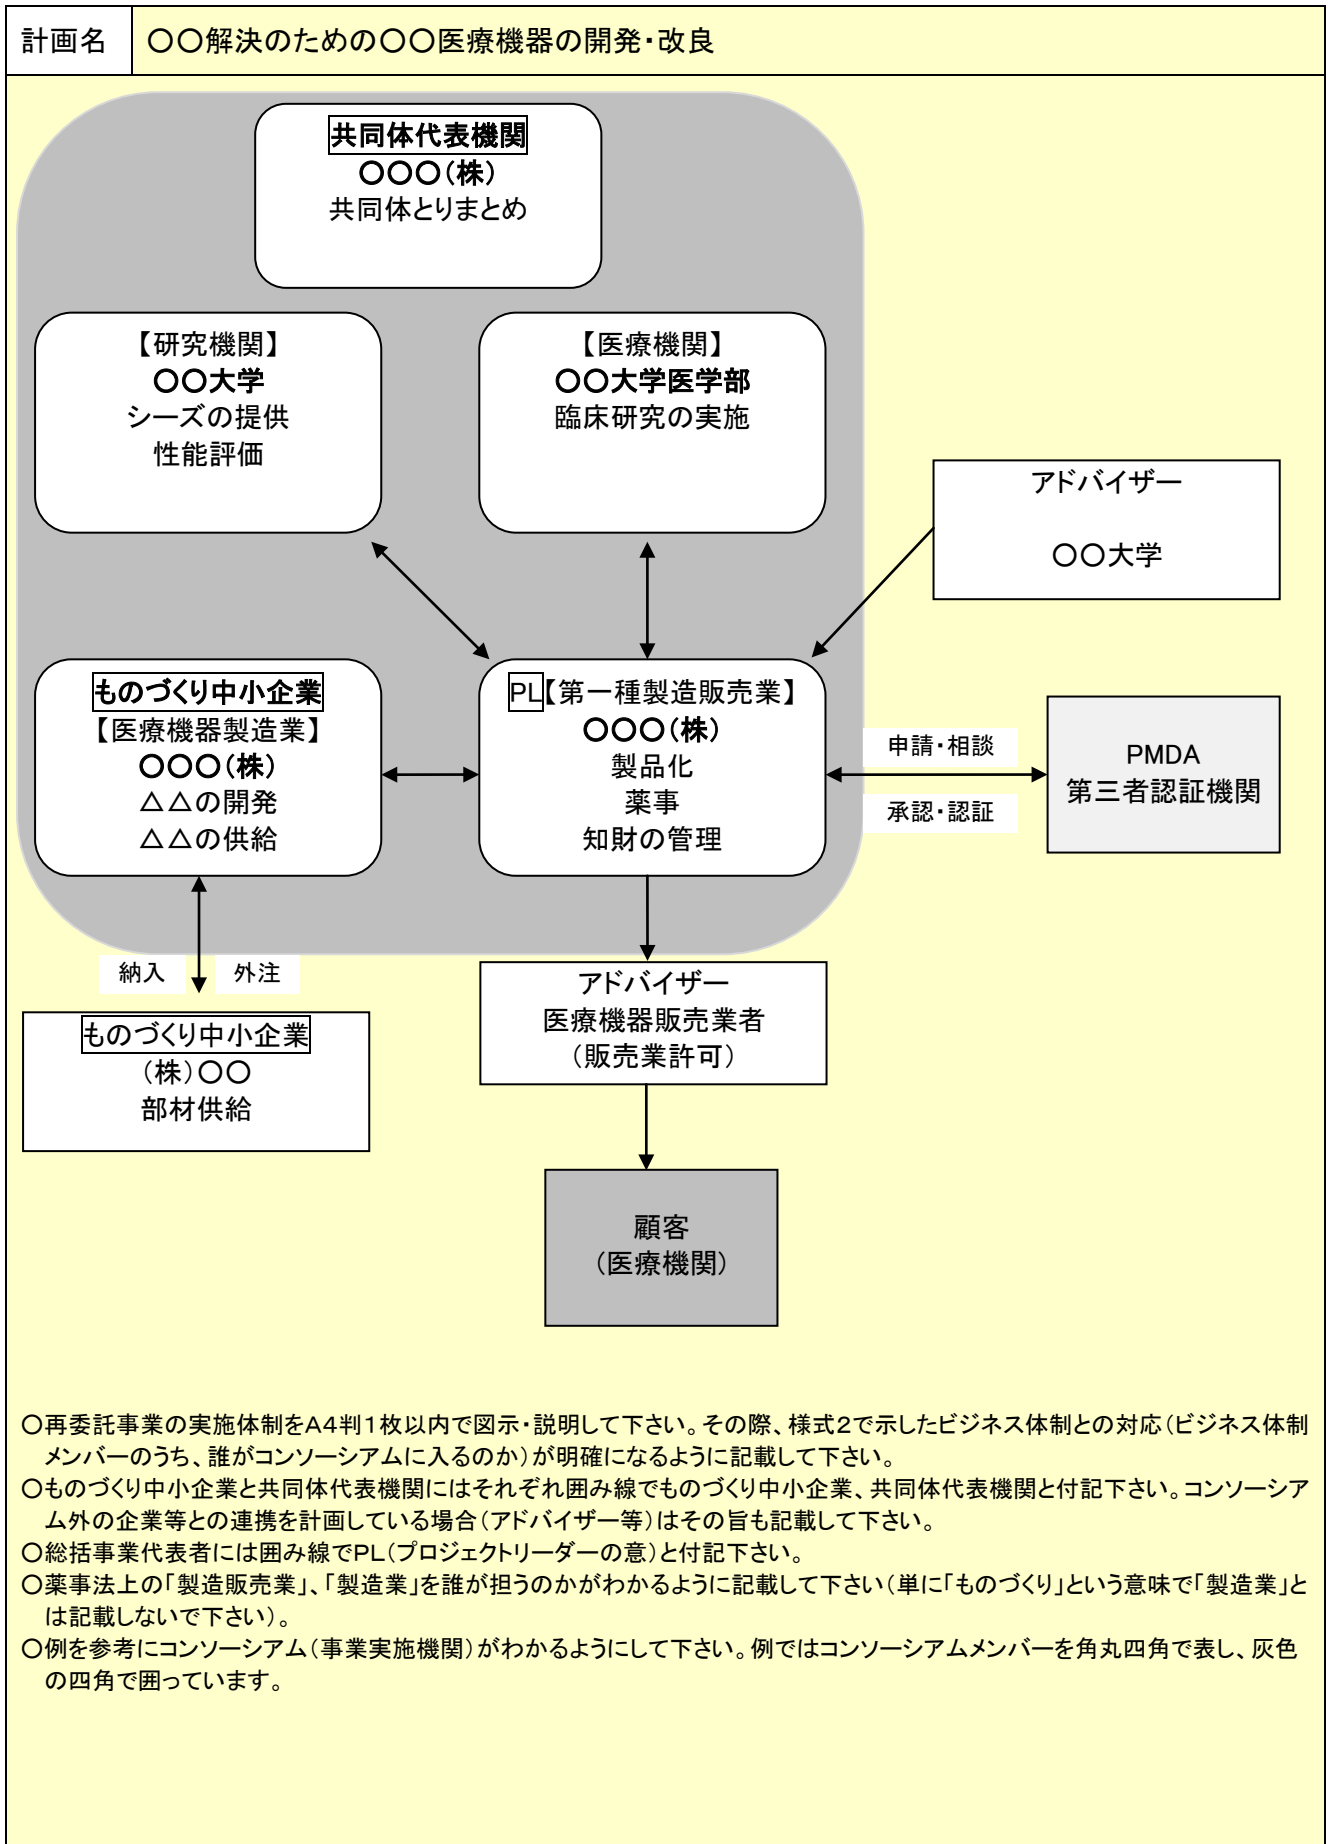 計画名
〇〇解決のための〇〇医療機器の開発・改良
共同体代表機関
〇〇〇（株）
共同体とりまとめ
【研究機関】
〇〇大学
シーズの提供
性能評価
【医療機関】
〇〇大学医学部
臨床研究の実施
アドバイザー
〇〇大学
ものづくり中小企業
【医療機器製造業】
〇〇〇（株）
△△の開発
△△の供給
PL【第一種製造販売業】
〇〇〇（株）
製品化
薬事
知財の管理
申請・相談
承認・認証
PMDA
第三者認証機関
納入
外注
ものづくり中小企業
（株）〇〇
部材供給
アドバイザー
医療機器販売業者
（販売業許可）
顧客
（医療機関）
〇再委託事業の実施体制をA４判１枚以内で図示・説明して下さい。その際、様式２で示したビジネス体制との対応（ビジネス体制
メンバーのうち、誰がコンソーシアムに入るのか）が明確になるように記載して下さい。
〇ものづくり中小企業と共同体代表機関にはそれぞれ囲み線でものづくり中小企業、共同体代表機関と付記下さい。コンソーシア
ム外の企業等との連携を計画している場合（アドバイザー等）はその旨も記載して下さい。
〇総括事業代表者には囲み線でPL（プロジェクトリーダーの意）と付記下さい。
〇薬事法上の「製造販売業」、「製造業」を誰が担うのかがわかるように記載して下さい（単に「ものづくり」という意味で「製造業」と
は記載しないで下さい）。
〇例を参考にコンソーシアム（事業実施機関）がわかるようにして下さい。例ではコンソーシアムメンバーを角丸四角で表し、灰色
の四角で囲っています。